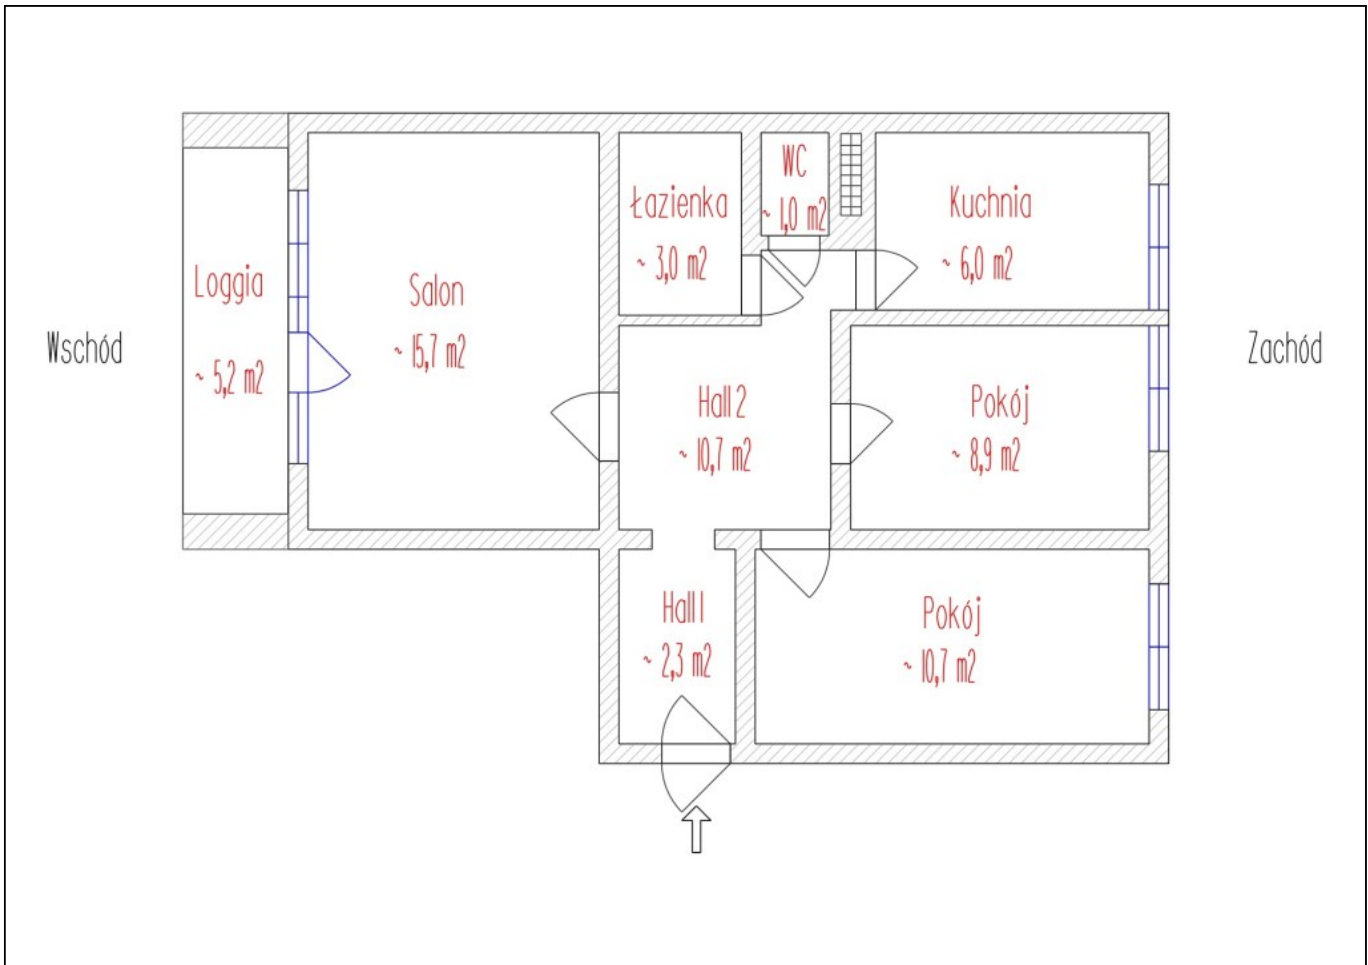 WC
~ 1,0 m2
Łazienka
~ 3,0 m2
Kuchnia
~ 6,0 m2
Loggia
~ 5,2 m2
Salon
~ 15,7 m2
Wschód
Zachód
Hall 2
~ 10,7 m2
Pokój
~ 8,9 m2
Hall 1
~ 2,3 m2
Pokój
~ 10,7 m2